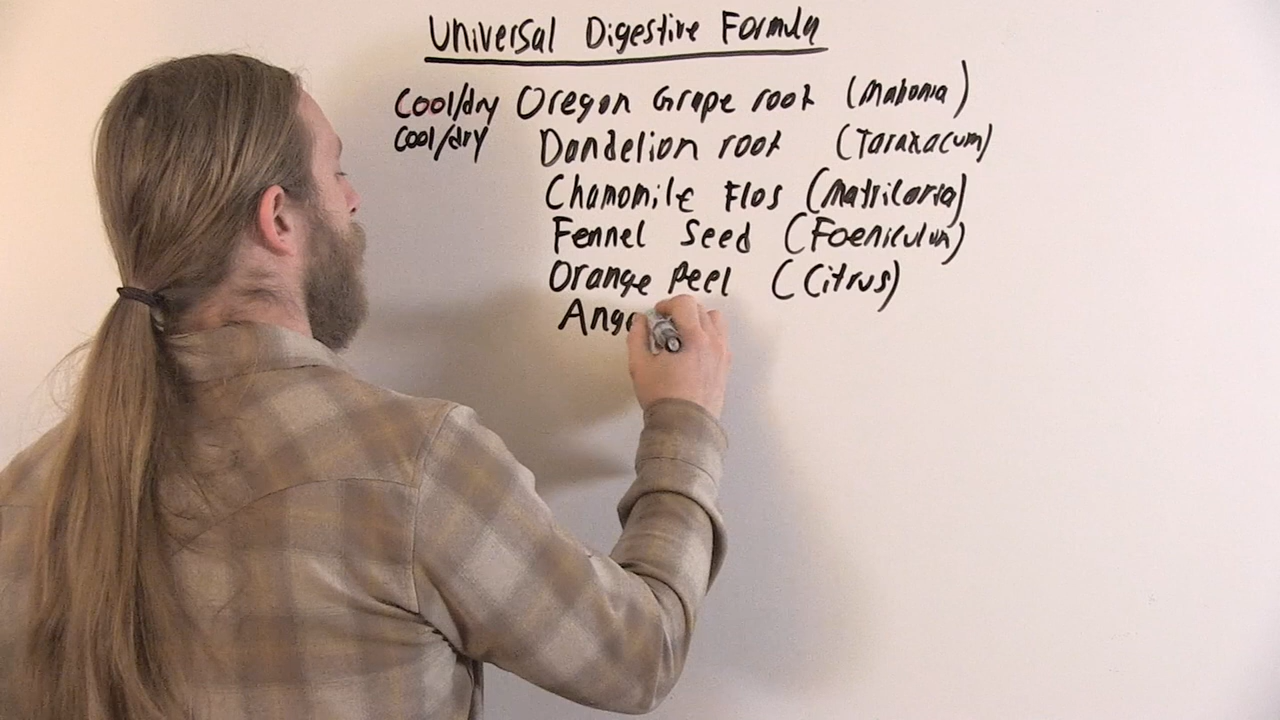 Universal Digestive Formula
Cool/dry Oregon Grape root (Mahonia)
Cool/dry Dandelion root (Taraxacum)
Chamomile Flos (Matricaria)
Fennel Seed (Foeniculum)
Orange Peel (Citrus)
Ange